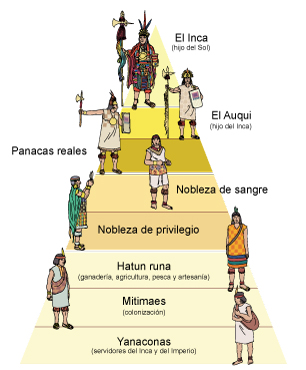 El Inca
(hijo del Sol)
El Auqui
(hijo del Inca)
Panacas reales
Nobleza de sangre
Nobleza de privilegio
Hatun runa
(ganadería, agricultura, pesca y artesanía)
Mitimaes
(colonización)
Yanaconas
(servidores del Inca y del Imperio)